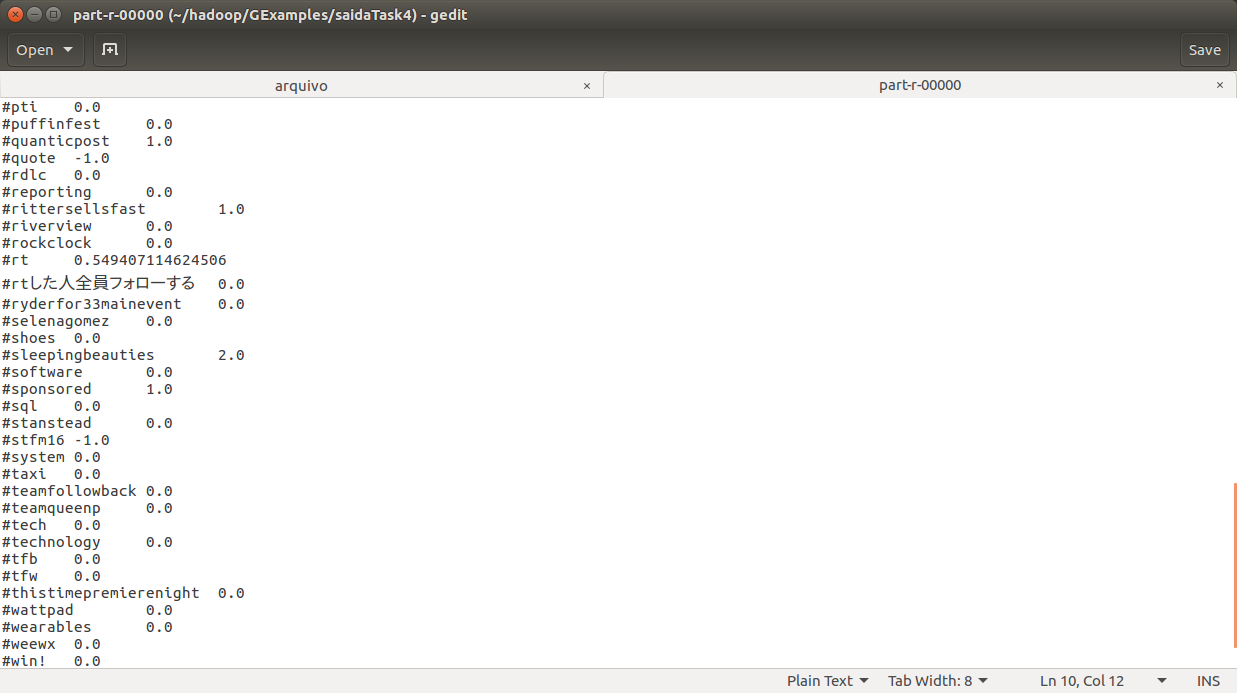 part-r-00000 (~/hadoop/GExamples/saidaTask4) - gedit
Open Save
arquivo × part-r-00000 ×
#pti 0.0
#puffinfest 0.0
#quanticpost 1.0
#quote -1.0
#rdlc 0.0
#reporting 0.0
#rittersellsfast 1.0
#riverview 0.0
#rockclock 0.0
#rt 0.549407114624506
#rtした人全員フォローする 0.0
#ryderfor33mainevent 0.0
#selenagomez 0.0
#shoes 0.0
#sleepingbeauties 2.0
#software 0.0
#sponsored 1.0
#sql 0.0
#stanstead 0.0
#stfm16 -1.0
#system 0.0
#taxi 0.0
#teamfollowback 0.0
#teamqueenp 0.0
#tech 0.0
#technology 0.0
#tfb 0.0
#tfw 0.0
#thistimepremierenight 0.0
#wattpad 0.0
#wearables 0.0
#weewx 0.0
#win! 0.0
Plain Text Tab Width: 8 Ln 10, Col 12 INS